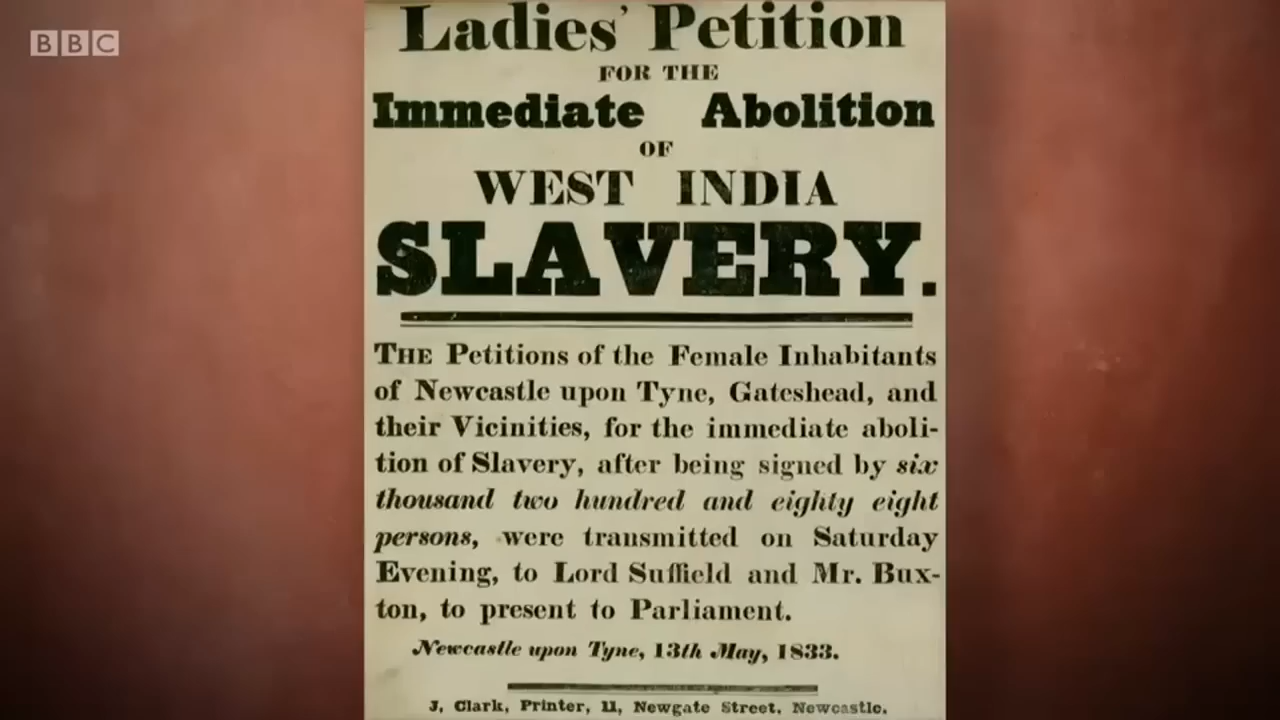 BBC
Ladies' Petition
FOR THE
Immediate Abolition
OF
WEST INDIA
SLAVERY.
THE Petitions of the Female Inhabitants
of Newcastle upon Tyne, Gateshead, and
their Vicinities, for the immediate aboli-
tion of Slavery, after being signed by six
thousand two hundred and eighty eight
persons, were transmitted on Saturday
Evening, to Lord Suffield and Mr. Bux-
ton, to present to Parliament.
Newcastle upon Tyne, 13th May, 1833.
J, Clark, Printer, 11, Newgate Street, Newcastle.